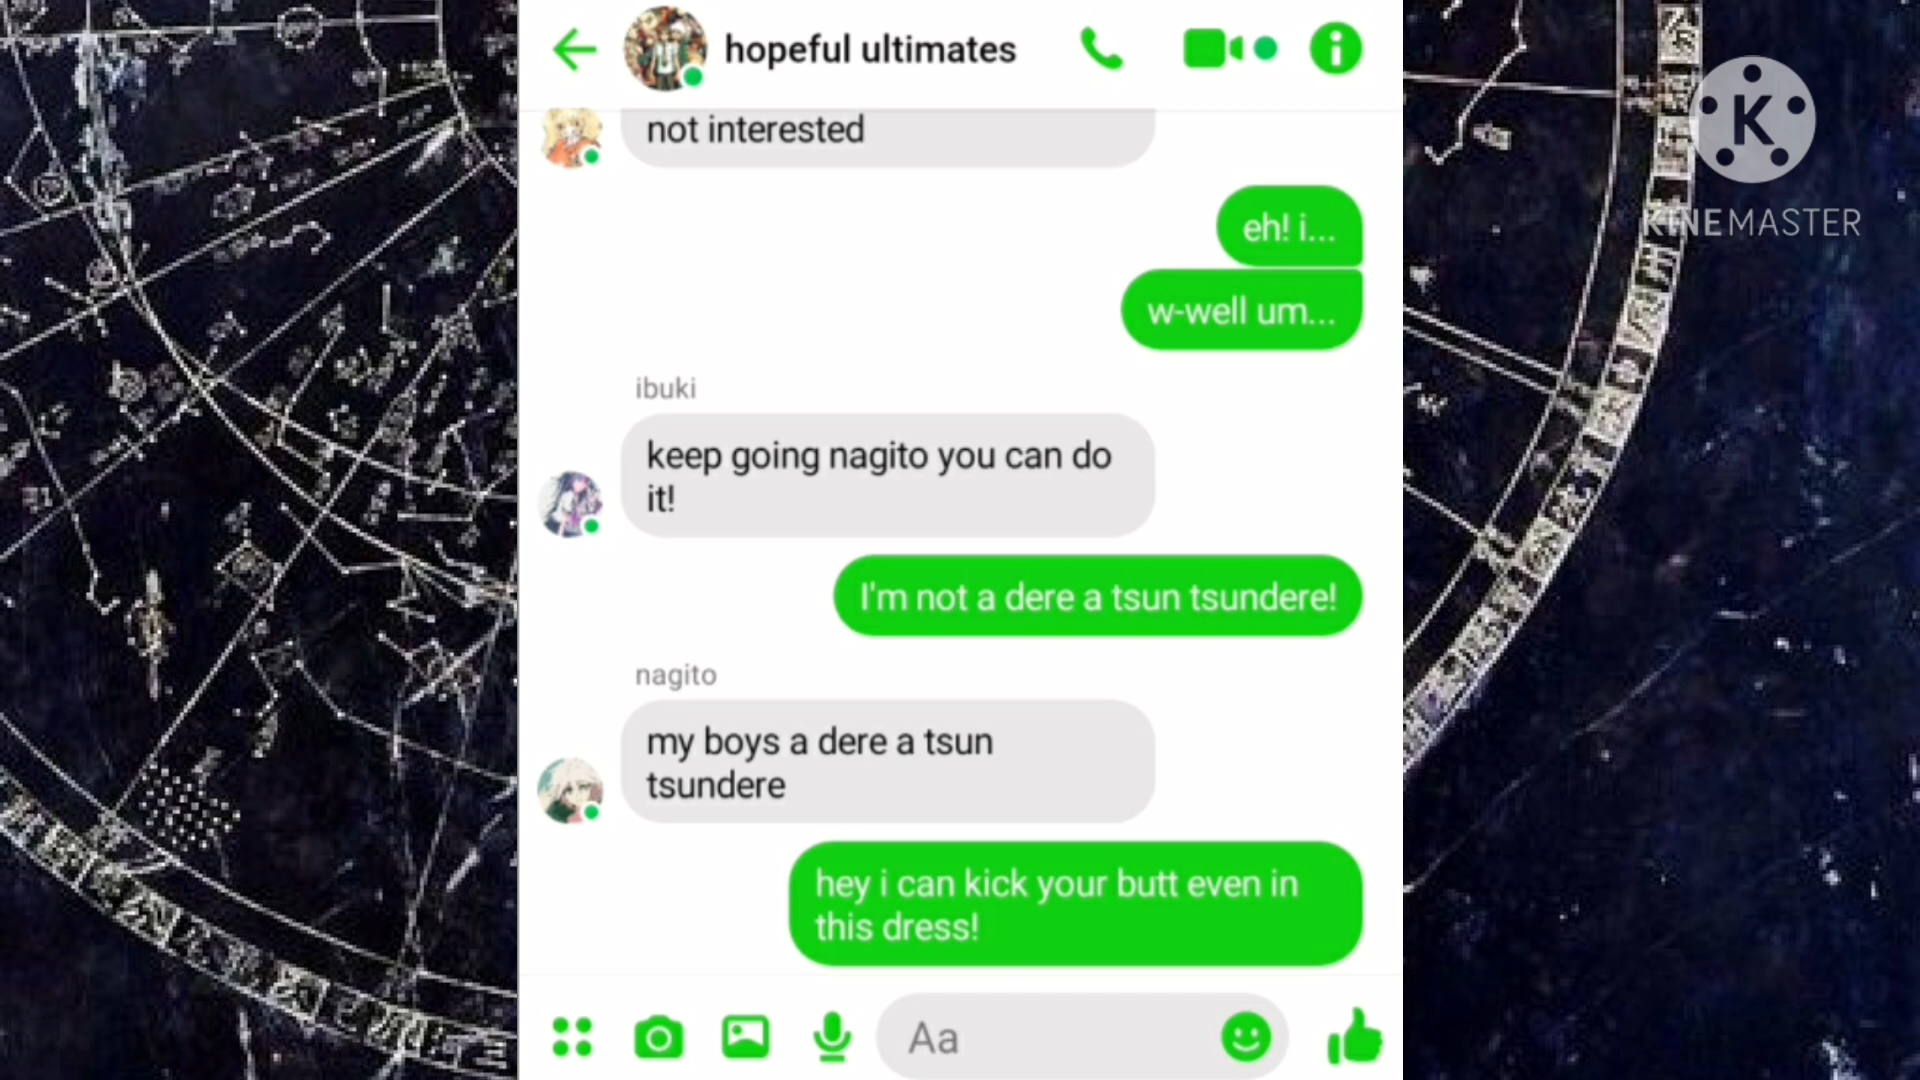 hopeful ultimates
not interested
eh! i...
w-well um...
ibuki
keep going nagito you can do
it!
I'm not a dere a tsun tsundere!
nagito
my boys a dere a tsun
tsundere
hey i can kick your butt even in
this dress!
Aa
K
KINEMASTER